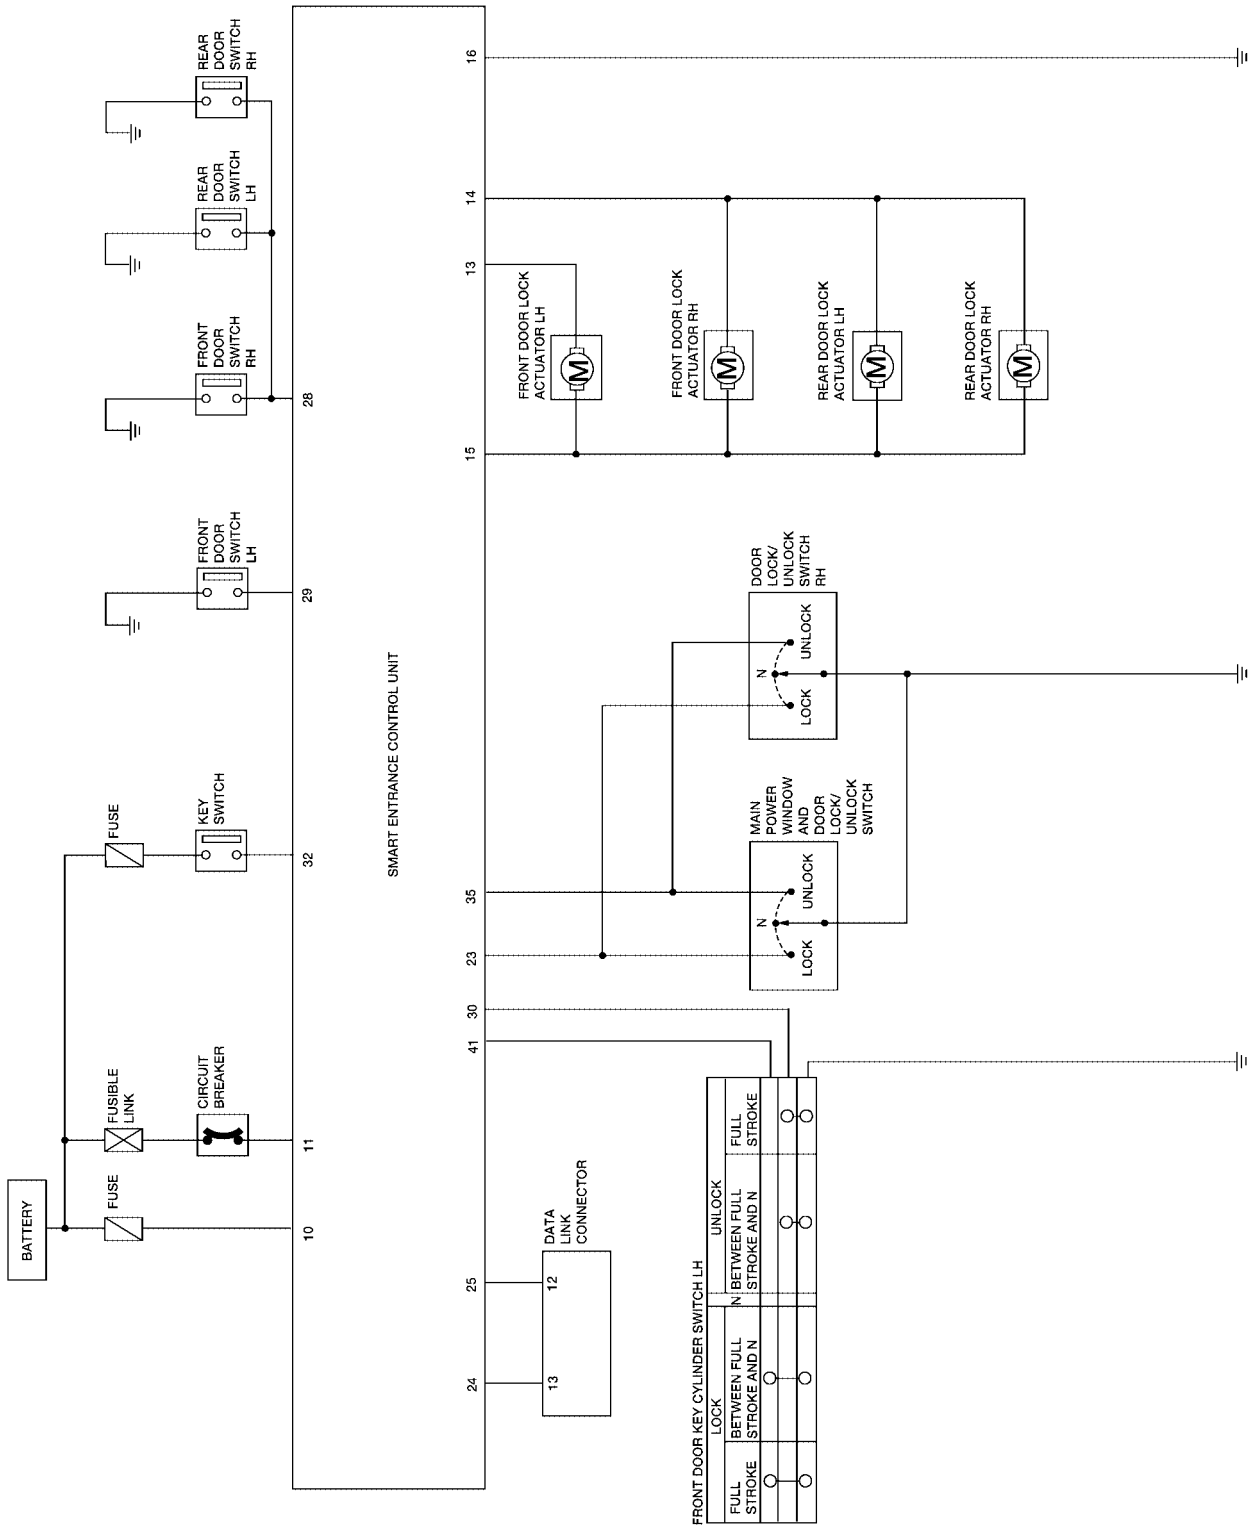 BATTERY
FUSE
FUSIBLE
LINK
CIRCUIT
BREAKER
FUSE
KEY
SWITCH
FRONT
DOOR
SWITCH
LH
FRONT
DOOR
SWITCH
RH
REAR
DOOR
SWITCH
LH
REAR
DOOR
SWITCH
RH
10
11
32
29
28
SMART ENTRANCE CONTROL UNIT
24
25
41
30
23
35
15
13
14
16
13
12
DATA
LINK
CONNECTOR
FRONT DOOR LOCK
ACTUATOR LH
M
FRONT DOOR LOCK
ACTUATOR RH
M
REAR DOOR LOCK
ACTUATOR LH
M
REAR DOOR LOCK
ACTUATOR RH
M
MAIN
POWER
WINDOW
AND
DOOR
LOCK/
UNLOCK
SWITCH
LOCK
N
UNLOCK
DOOR
LOCK/
UNLOCK
SWITCH
RH
LOCK
N
UNLOCK
FRONT DOOR KEY CYLINDER SWITCH LH
LOCK
N
UNLOCK
FULL
STROKE
BETWEEN FULL
STROKE AND N
BETWEEN FULL
STROKE AND N
FULL
STROKE